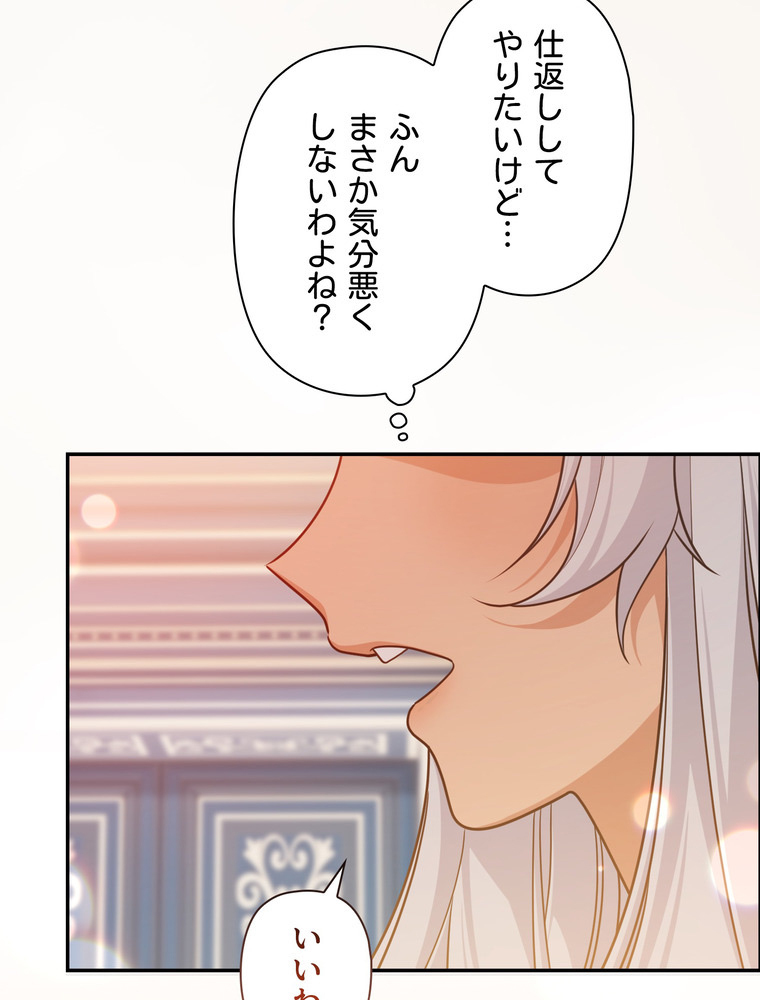 仕返しして
やりたいけど…
ふん
まさか気分悪く
しないわよね?
いいわ